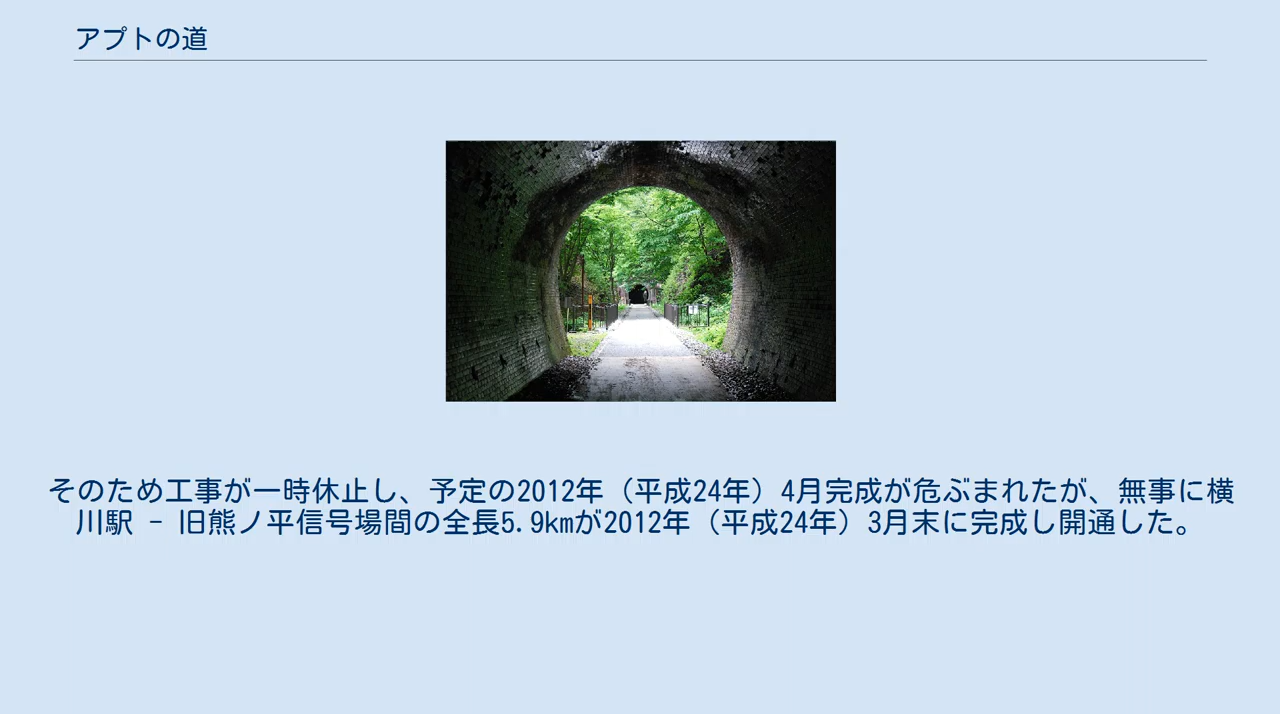 アプトの道
そのため工事が一時休止し、予定の2012年（平成24年）4月完成が危ぶまれたが、無事に横
川駅 - 旧熊ノ平信号場間の全長5.9kmが2012年（平成24年）3月末に完成し開通した。